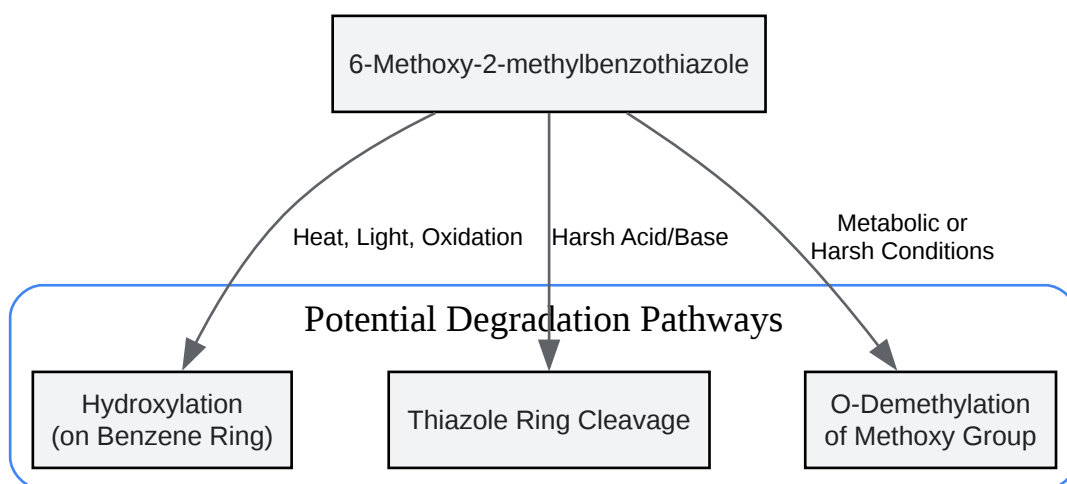 6-Methoxy-2-methylbenzothiazole
Heat, Light, Oxidation
Harsh Acid/Base
Metabolic or
Harsh Conditions
Potential Degradation Pathways
Hydroxylation
(on Benzene Ring)
Thiazole Ring Cleavage
O-Demethylation
of Methoxy Group